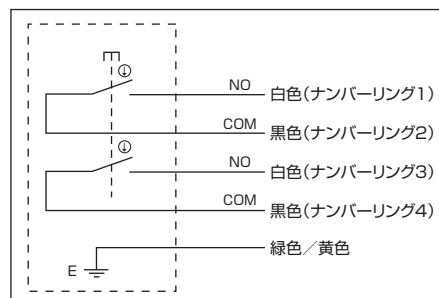 NO 白色(ナンバーリング1)
COM 黒色(ナンバーリング2)
NO 白色(ナンバーリング3)
COM 黒色(ナンバーリング4)
緑色／黄色
E